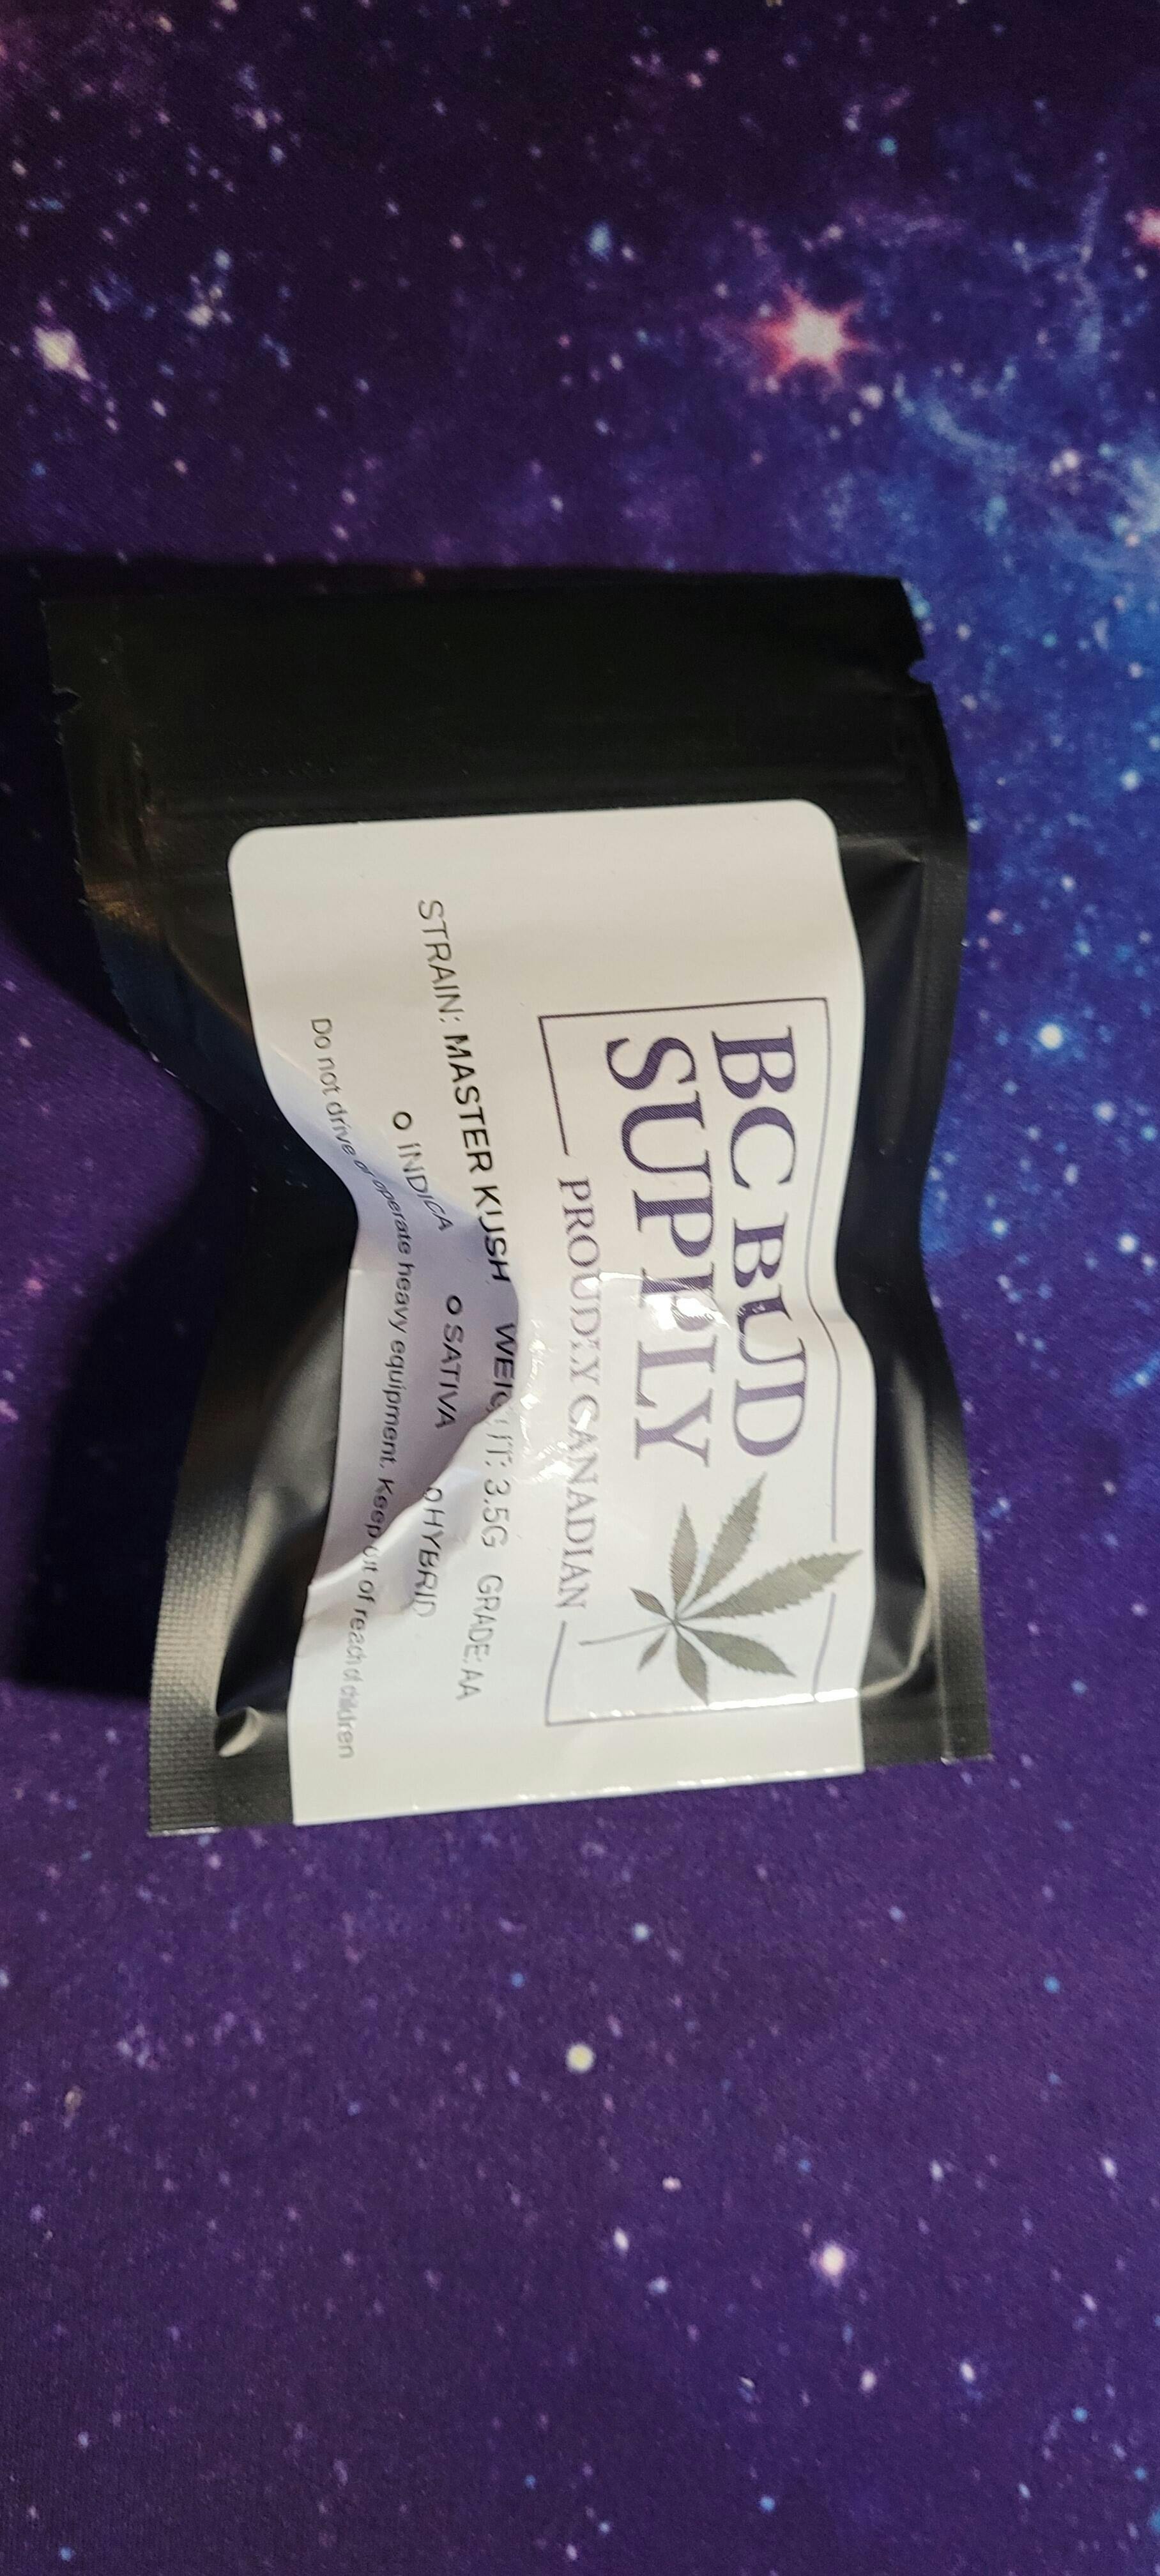 BC BUD
SUPPLY
PROUDLY CANADIAN
STRAIN: MASTER KUSH WEIGHT: 3.5G GRADE: AA
O INDICA O SATIVA O HYBRID
Do not drive or operate heavy equipment. Keep out of reach of children